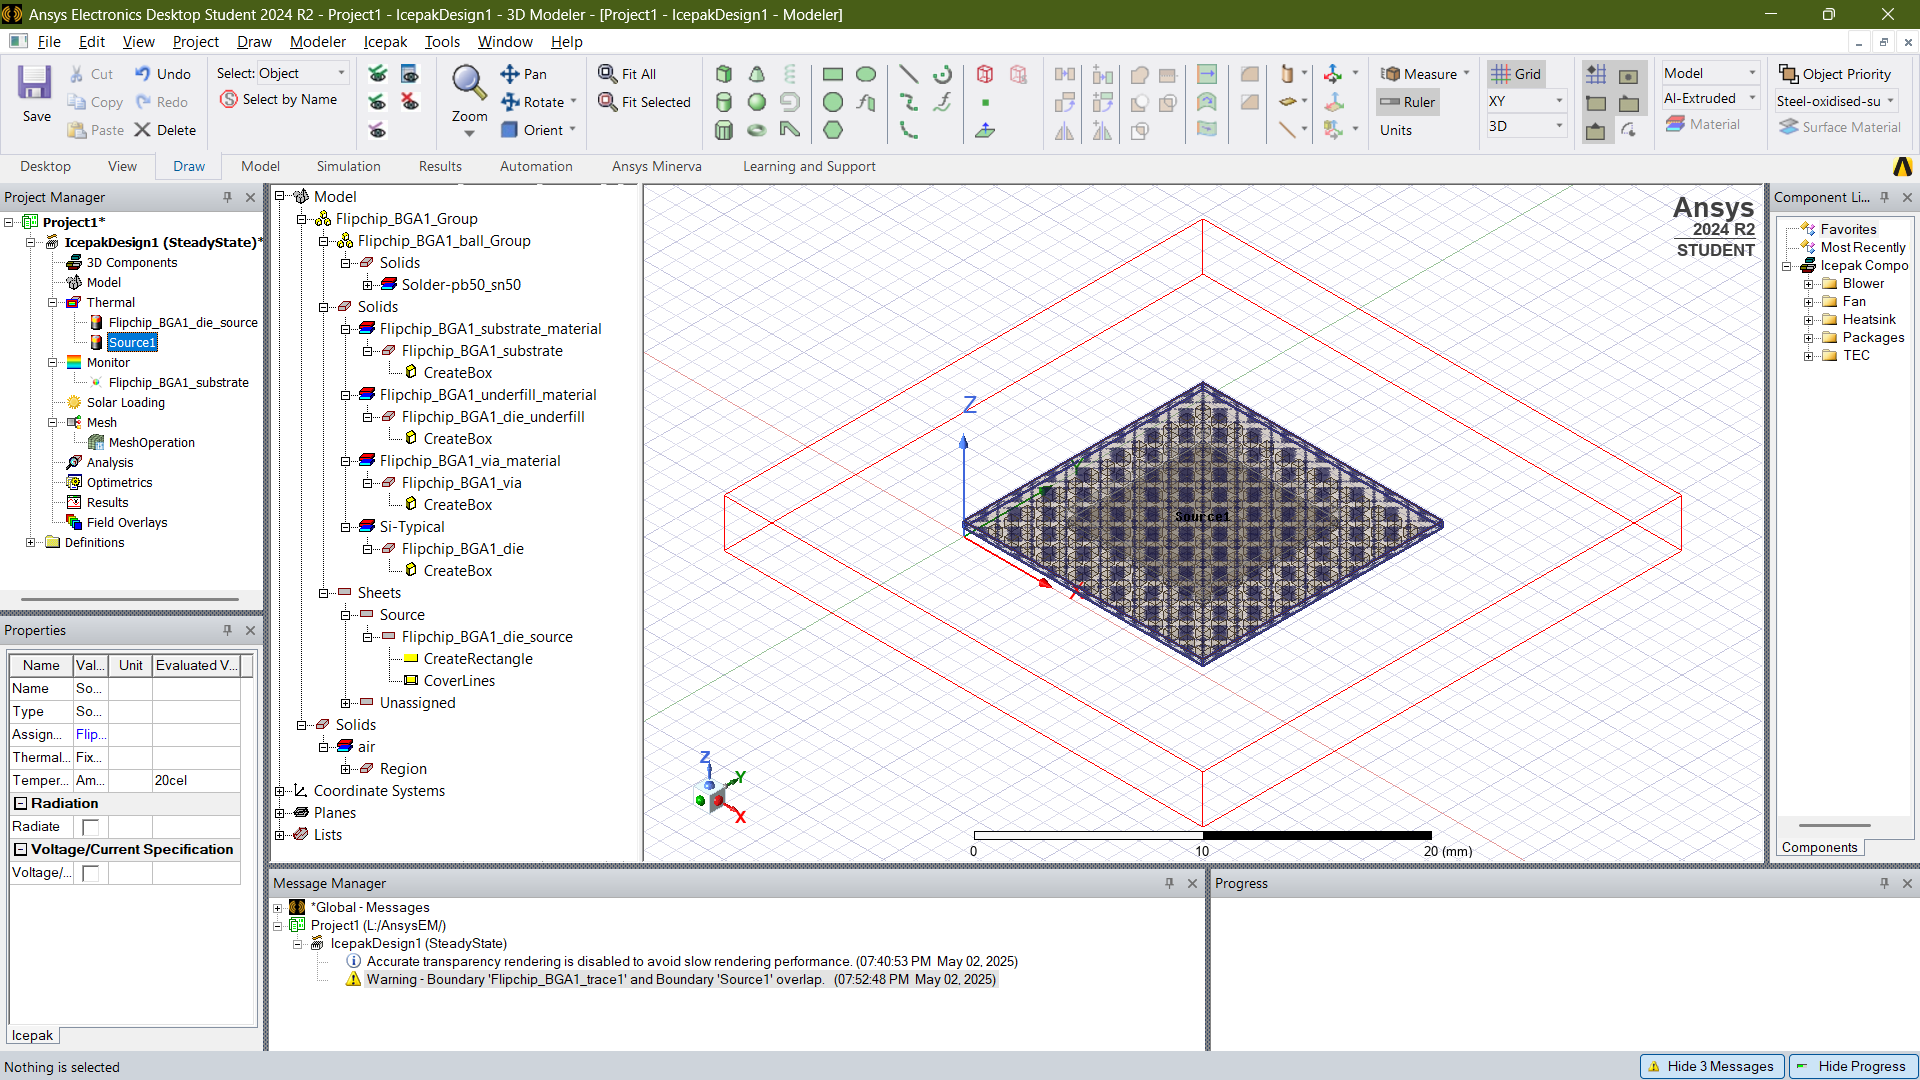 Ansys Electronics Desktop Student 2024 R2 - Project1 - IcepakDesign1 - 3D Modeler - [Project1 - IcepakDesign1 - Modeler]
File Edit View Project Draw Modeler Icepak Tools Window Help
Save
Cut
Copy
Paste
Undo
Redo
Delete
Select: Object
Select by Name
Zoom
Pan
Rotate
Orient
Fit All
Fit Selected
Measure
Ruler
Units
Grid
XY
3D
Model
Al-Extruded
Material
Object Priority
Steel-oxidised-su
Surface Material
Desktop View Draw Model Simulation Results Automation Ansys Minerva Learning and Support
Project Manager
Project1*
IcepakDesign1 (SteadyState)*
3D Components
Model
Thermal
Flipchip_BGA1_die_source
Source1
Monitor
Flipchip_BGA1_substrate
Solar Loading
Mesh
MeshOperation
Analysis
Optimetrics
Results
Field Overlays
Definitions
Properties
Name Val... Unit Evaluated V...
Name So...
Type So...
Assign... Flip...
Thermal... Fix...
Temper... Am... 20cel
Radiation
Radiate
Voltage/Current Specification
Voltage/...
Icepak
Model
Flipchip_BGA1_Group
Flipchip_BGA1_ball_Group
Solids
Solder-pb50_sn50
Solids
Flipchip_BGA1_substrate_material
Flipchip_BGA1_substrate
CreateBox
Flipchip_BGA1_underfill_material
Flipchip_BGA1_die_underfill
CreateBox
Flipchip_BGA1_via_material
Flipchip_BGA1_via
CreateBox
Si-Typical
Flipchip_BGA1_die
CreateBox
Sheets
Source
Flipchip_BGA1_die_source
CreateRectangle
CoverLines
Unassigned
Solids
air
Region
Coordinate Systems
Planes
Lists
Ansys
2024 R2
STUDENT
Z
Y
X
Source1
Z
Y
X
0 10 20 (mm)
Component Li...
Favorites
Most Recently
Icepak Compo
Blower
Fan
Heatsink
Packages
TEC
Components
Message Manager
*Global - Messages
Project1 (L:/AnsysEM/)
IcepakDesign1 (SteadyState)
Accurate transparency rendering is disabled to avoid slow rendering performance. (07:40:53 PM May 02, 2025)
Warning - Boundary 'Flipchip_BGA1_trace1' and Boundary 'Source1' overlap. (07:52:48 PM May 02, 2025)
Progress
Nothing is selected
Hide 3 Messages
Hide Progress